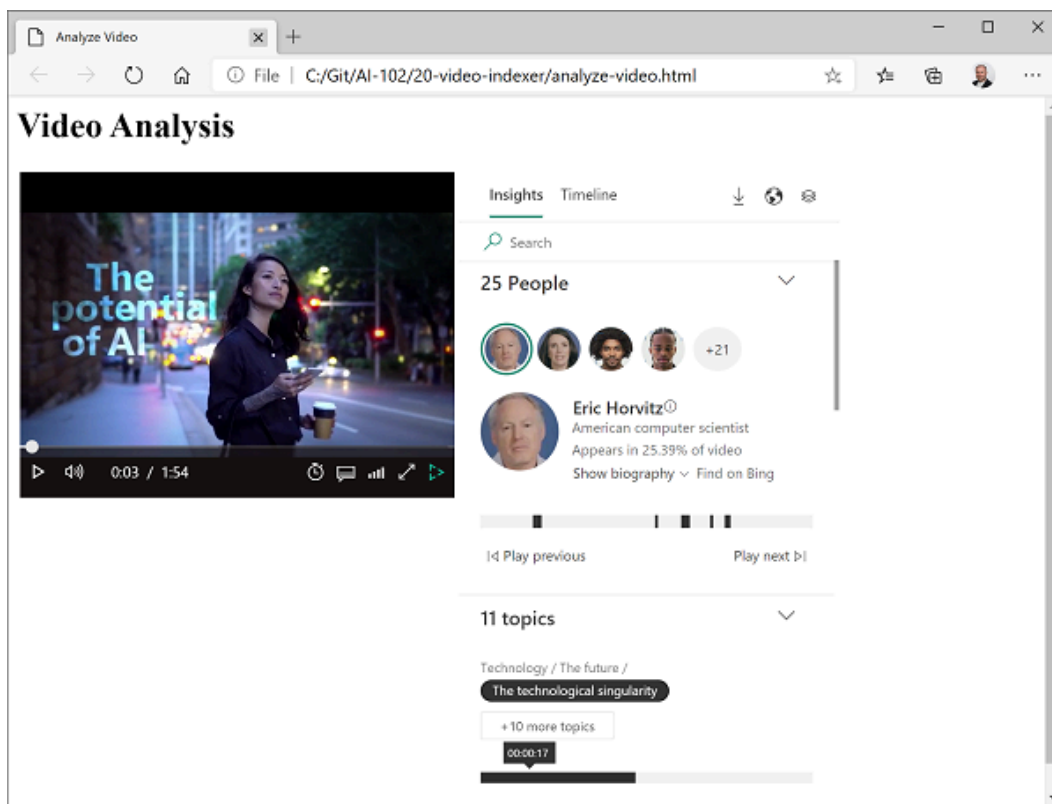 Analyze Video
File
C:/Git/AI-102/20-video-indexer/analyze-video.html
Video Analysis
The
potential
of AI
0:03 / 1:54
Insights Timeline
Search
25 People
+21
Eric Horvitz
American computer scientist
Appears in 25.39% of video
Show biography Find on Bing
Play previous Play next
11 topics
Technology / The future /
The technological singularity
+10 more topics
00:00:17